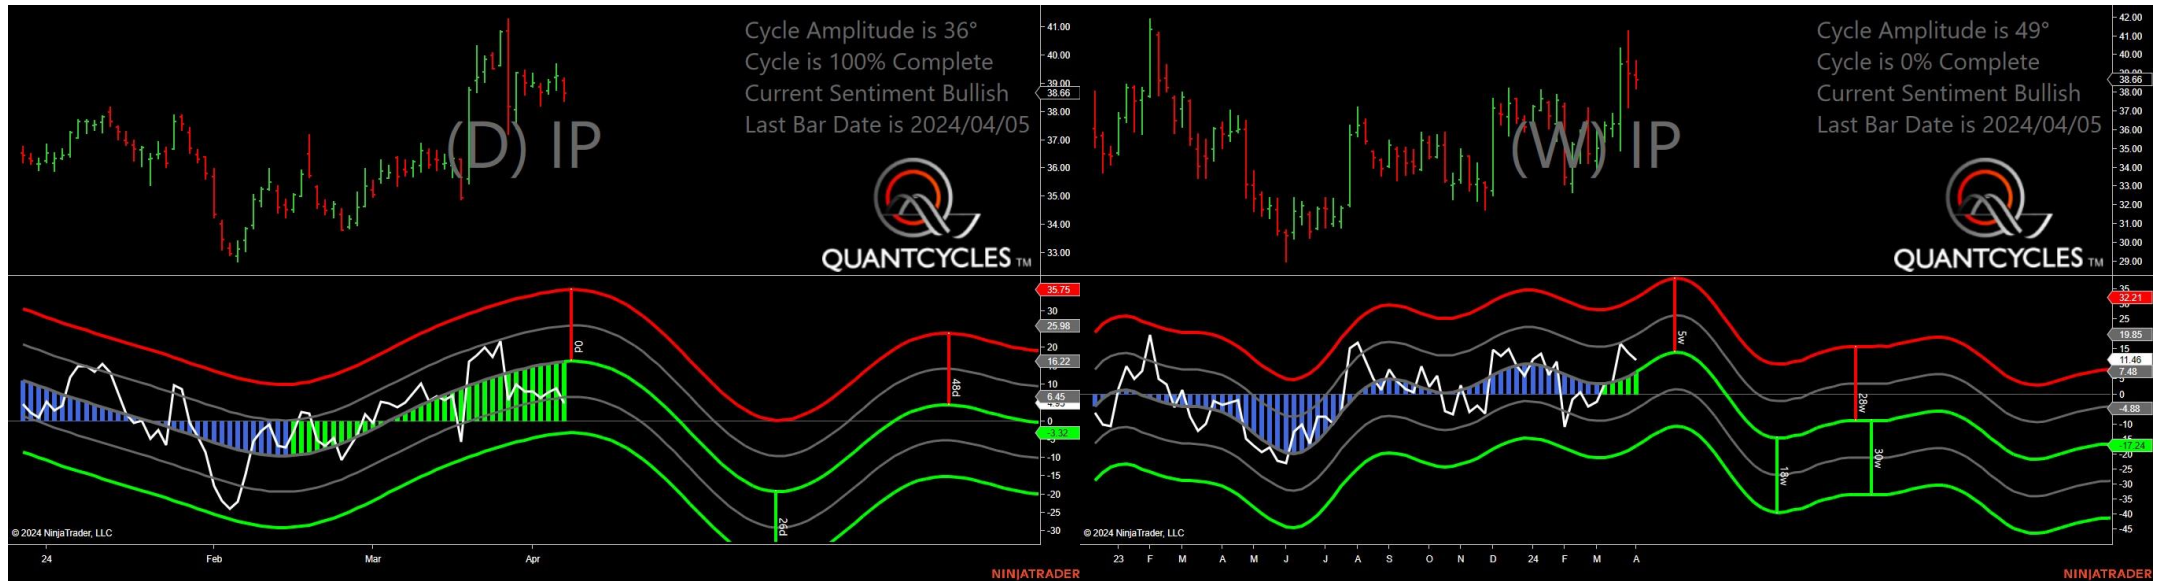 Cycle Amplitude is 36°
Cycle is 100% Complete
Current Sentiment Bullish
Last Bar Date is 2024/04/05
(D) IP
QUANTCYCLES TM
41.00
40.00
39.00
38.66
38.00
37.00
36.00
35.00
34.00
33.00
35.75
30
25.98
20
16.22
10
6.45
0
-3.32
-10
-15
-20
-25
-30
0d
26d
48d
© 2024 NinjaTrader, LLC
24 Feb Mar Apr
NINJATRADER
Cycle Amplitude is 49°
Cycle is 0% Complete
Current Sentiment Bullish
Last Bar Date is 2024/04/05
(W) IP
QUANTCYCLES TM
42.00
41.00
40.00
38.66
38.00
37.00
36.00
35.00
34.00
33.00
32.00
31.00
30.00
29.00
35
32.21
25
19.85
15
11.46
7.48
0
-4.88
-10
-17.24
-20
-25
-30
-35
-40
-45
5w
18w
28w
30w
© 2024 NinjaTrader, LLC
23 F M A M J J A S O N D 24 F M A
NINJATRADER